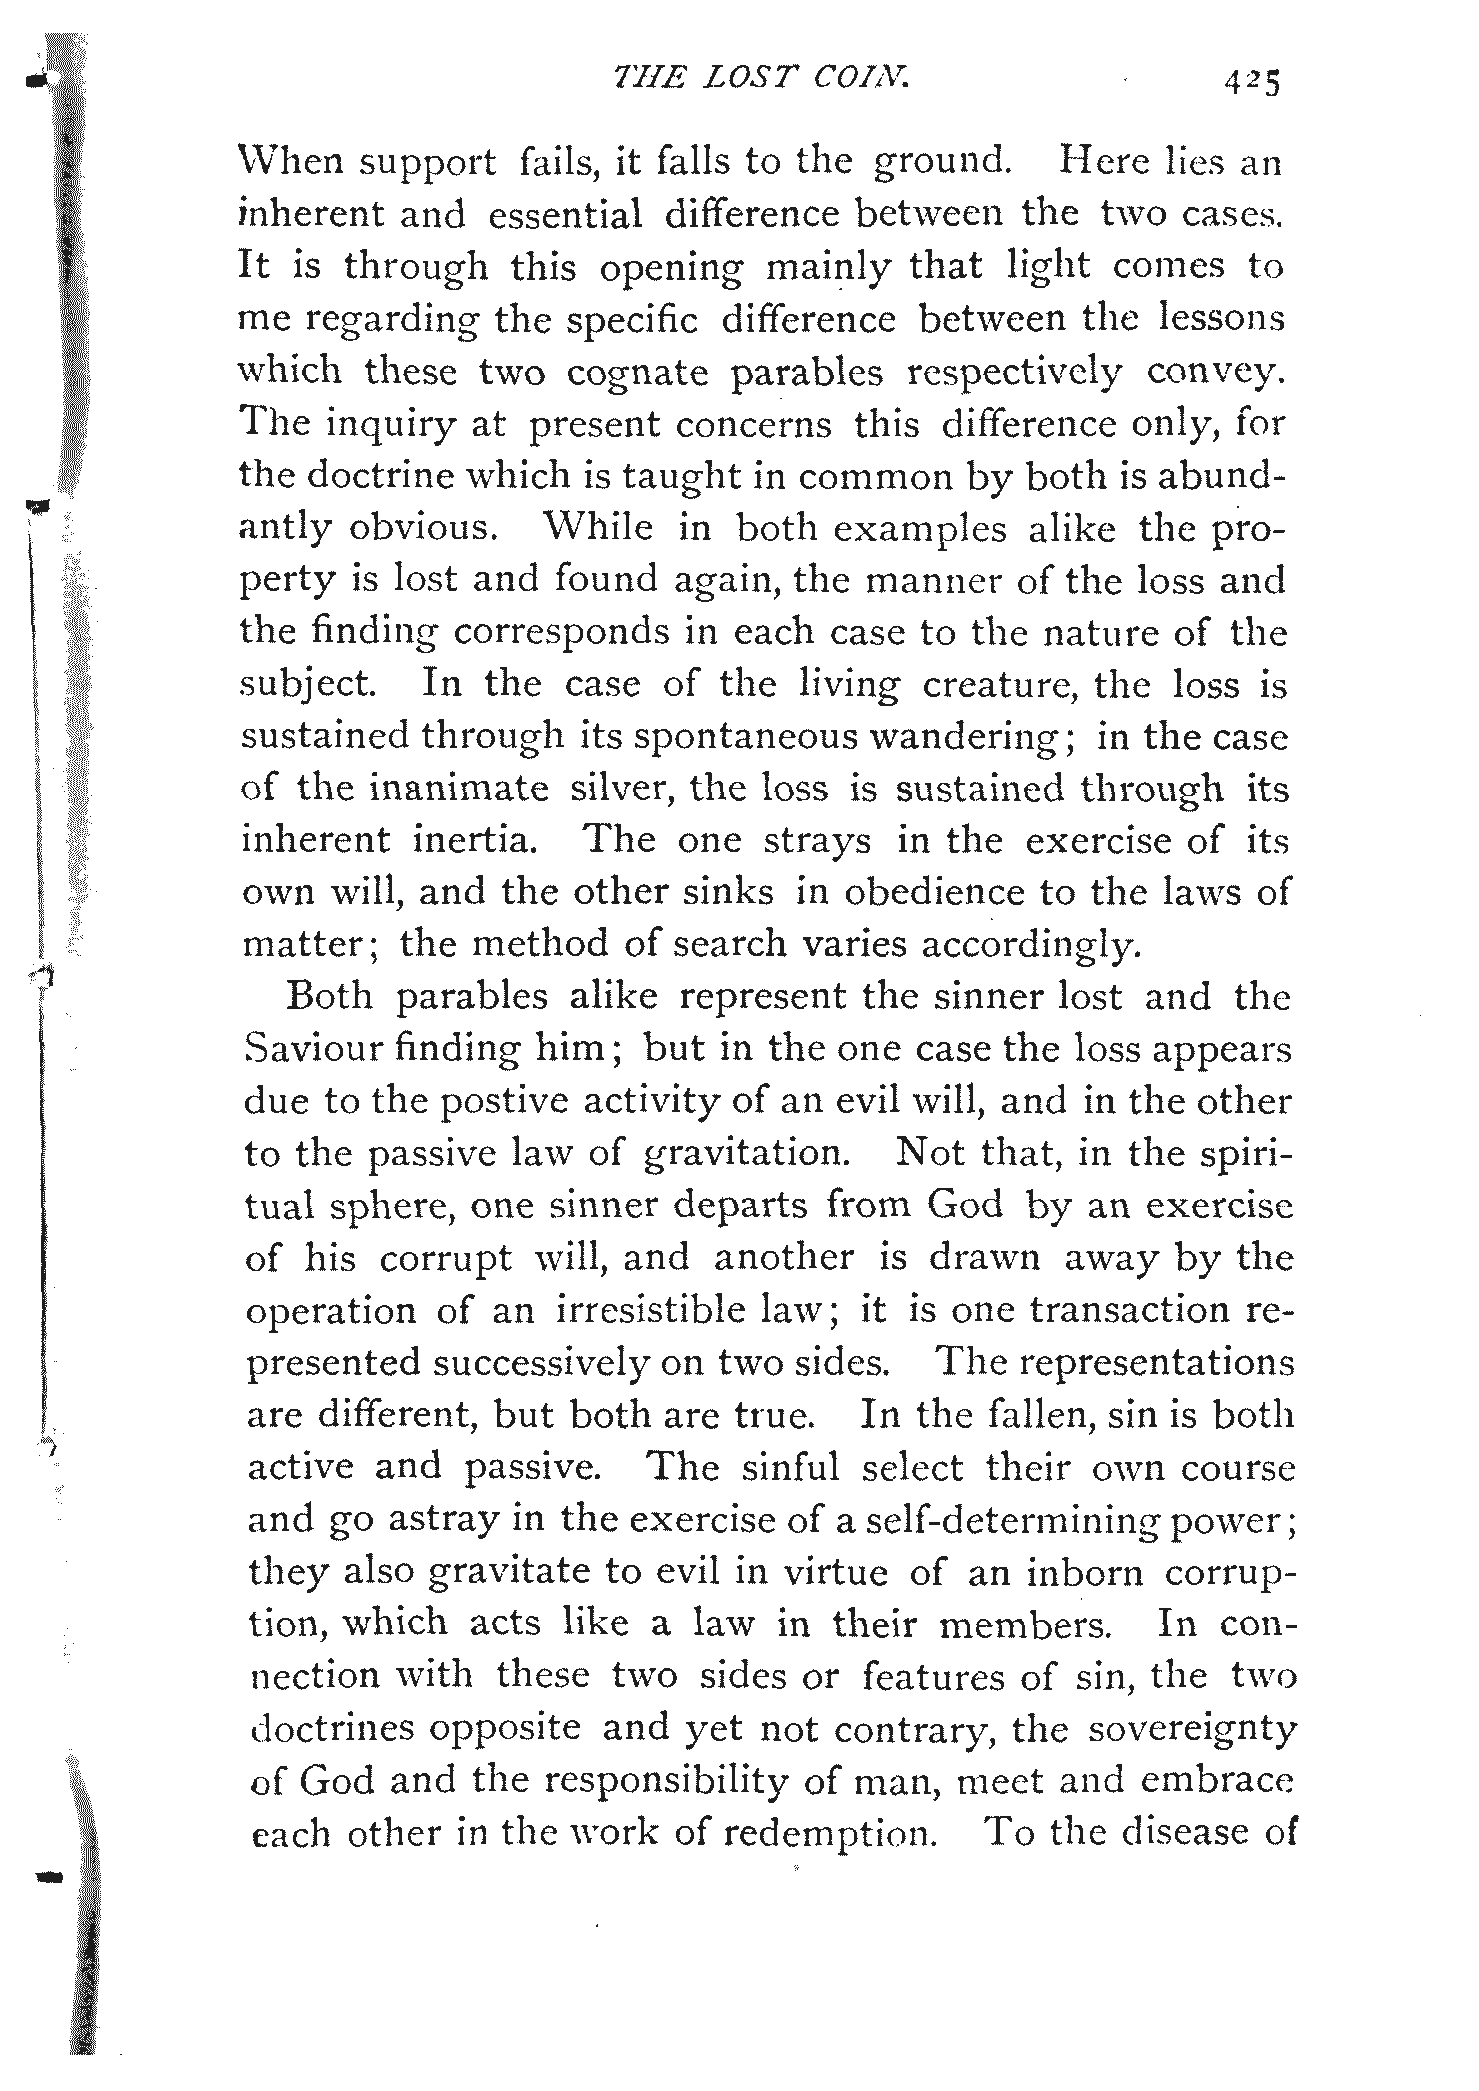 THE LOST COIN. 425
When support fails, it falls to the ground. Here lies an
inherent and essential difference between the two cases.
It is through this opening mainly that light comes to
me regarding the specific difference between the lessons
which these two cognate parables respectively convey.
The inquiry at present concerns this difference only, for
the doctrine which is taught in common by both is abund-
antly obvious. While in both examples alike the pro-
perty is lost and found again, the manner of the loss and
the finding corresponds in each case to the nature of the
subject. In the case of the living creature, the loss is
sustained through its spontaneous wandering; in the case
of the inanimate silver, the loss is sustained through its
inherent inertia. The one strays in the exercise of its
own will, and the other sinks in obedience to the laws of
matter; the method of search varies accordingly.
Both parables alike represent the sinner lost and the
Saviour finding him; but in the one case the loss appears
due to the postive activity of an evil will, and in the other
to the passive law of gravitation. Not that, in the spiri-
tual sphere, one sinner departs from God by an exercise
of his corrupt will, and another is drawn away by the
operation of an irresistible law; it is one transaction re-
presented successively on two sides. The representations
are different, but both are true. In the fallen, sin is both
active and passive. The sinful select their own course
and go astray in the exercise of a self-determining power;
they also gravitate to evil in virtue of an inborn corrup-
tion, which acts like a law in their members. In con-
nection with these two sides or features of sin, the two
doctrines opposite and yet not contrary, the sovereignty
of God and the responsibility of man, meet and embrace
each other in the work of redemption. To the disease of